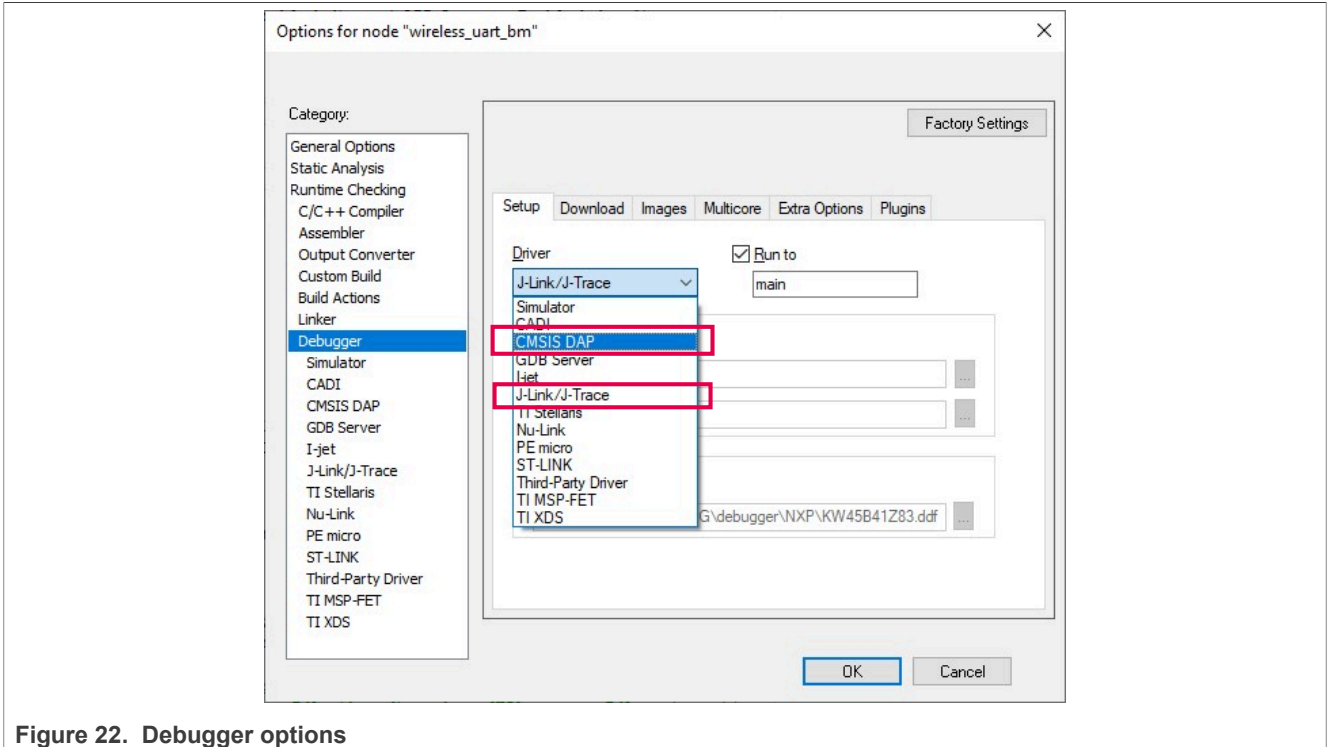 Options for node "wireless_uart_bm"
Category:
General Options
Static Analysis
Runtime Checking
C/C++ Compiler
Assembler
Output Converter
Custom Build
Build Actions
Linker
Debugger
Simulator
CADI
CMSIS DAP
GDB Server
I-jet
J-Link/J-Trace
TI Stellaris
Nu-Link
PE micro
ST-LINK
Third-Party Driver
TI MSP-FET
TI XDS
Factory Settings
Setup Download Images Multicore Extra Options Plugins
Driver
J-Link/J-Trace
Run to
main
Simulator
CADI
CMSIS DAP
GDB Server
I-jet
J-Link/J-Trace
TI Stellaris
Nu-Link
PE micro
ST-LINK
Third-Party Driver
TI MSP-FET
TI XDS
...
...
G\debugger\NXP\KW45B41Z83.ddf ...
OK Cancel
Figure 22. Debugger options